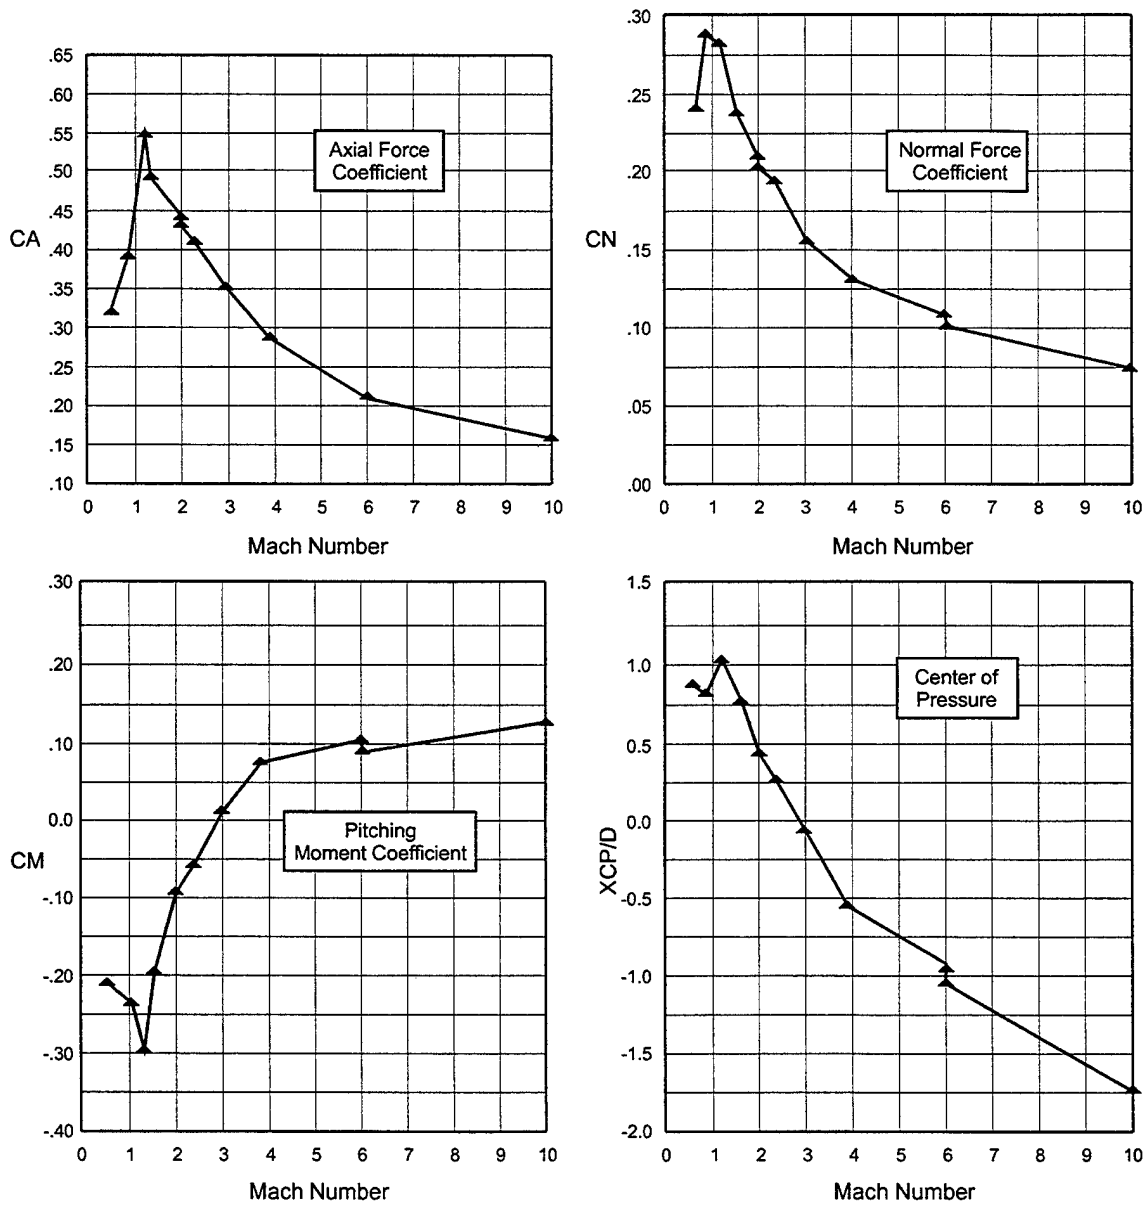 .65
.60
.55
.50
.45
.40
.35
.30
.25
.20
.15
.10
CA
Axial Force
Coefficient
0 1 2 3 4 5 6 7 8 9 10
Mach Number
.30
.25
.20
.15
.10
.05
.00
CN
Normal Force
Coefficient
0 1 2 3 4 5 6 7 8 9 10
Mach Number
.30
.20
.10
0.0
-.10
-.20
-.30
-.40
CM
Pitching
Moment Coefficient
0 1 2 3 4 5 6 7 8 9 10
Mach Number
1.5
1.0
0.5
0.0
-0.5
-1.0
-1.5
-2.0
XCP/D
Center of
Pressure
0 1 2 3 4 5 6 7 8 9 10
Mach Number